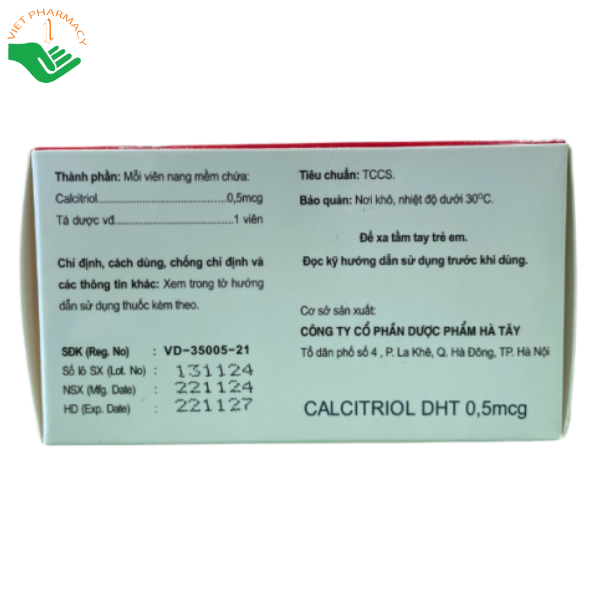 VIET PHARMACY
Thành phần: Mỗi viên nang mềm chứa:
Calcitriol..........................................0,5mcg
Tá dược vđ.......................................1 viên
Chỉ định, cách dùng, chống chỉ định và
các thông tin khác: Xem trong tờ hướng
dẫn sử dụng thuốc kèm theo.
SĐK (Reg. No) : VD-35005-21
Số lô SX (Lot. No) : 131124
NSX (Mfg. Date) : 221124
HD (Exp. Date) : 221127
Tiêu chuẩn: TCCS.
Bảo quản: Nơi khô, nhiệt độ dưới 30ºC.
Để xa tầm tay trẻ em.
Đọc kỹ hướng dẫn sử dụng trước khi dùng.
Cơ sở sản xuất:
CÔNG TY CỔ PHẦN DƯỢC PHẨM HÀ TÂY
Tổ dân phố số 4 , P. La Khê, Q. Hà Đông, TP. Hà Nội
CALCITRIOL DHT 0,5mcg